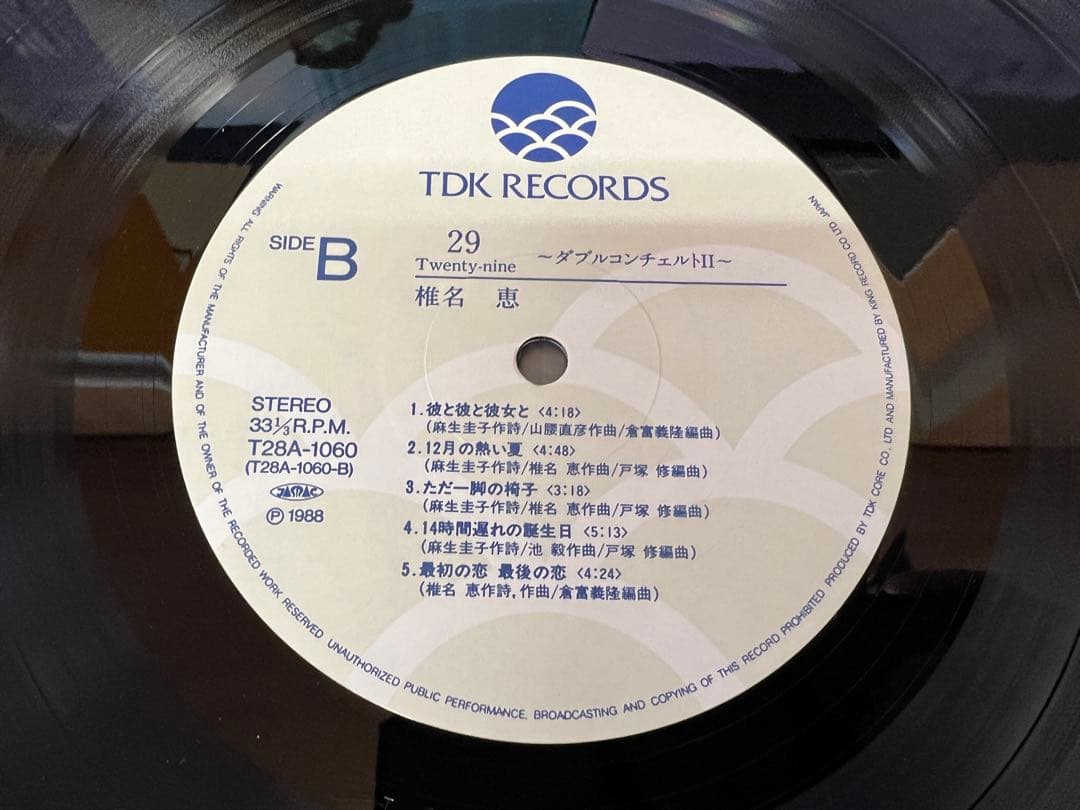 TDK RECORDS
SIDE B
29
Twenty-nine ～ダブルコンチェルトII～
椎名 恵
STEREO
33 1/3 R.P.M.
T28A-1060
(T28A-1060-B)
JASRAC
Ⓟ 1988
1.彼と彼と彼女と〈4:18〉
(麻生圭子作詩/山腰直彦作曲/倉富義隆編曲)
2.12月の熱い夏〈4:48〉
(麻生圭子作詩/椎名 恵作曲/戸塚 修編曲)
3.ただ一脚の椅子〈3:18〉
(麻生圭子作詩/椎名 恵作曲/戸塚 修編曲)
4.14時間遅れの誕生日〈5:13〉
(麻生圭子作詩/池 毅作曲/戸塚 修編曲)
5.最初の恋 最後の恋〈4:24〉
(椎名 恵作詩,作曲/倉富義隆編曲)
WARNING. ALL RIGHTS OF THE MANUFACTURER AND OF THE OWNER OF THE RECORDED WORK RESERVED UNAUTHORIZED PUBLIC PERFORMANCE, BROADCASTING AND COPYING OF THIS RECORD PROHIBITED PRODUCED BY TDK CORE CO., LTD AND MANUFACTURED BY KING RECORD CO LTD. JAPAN